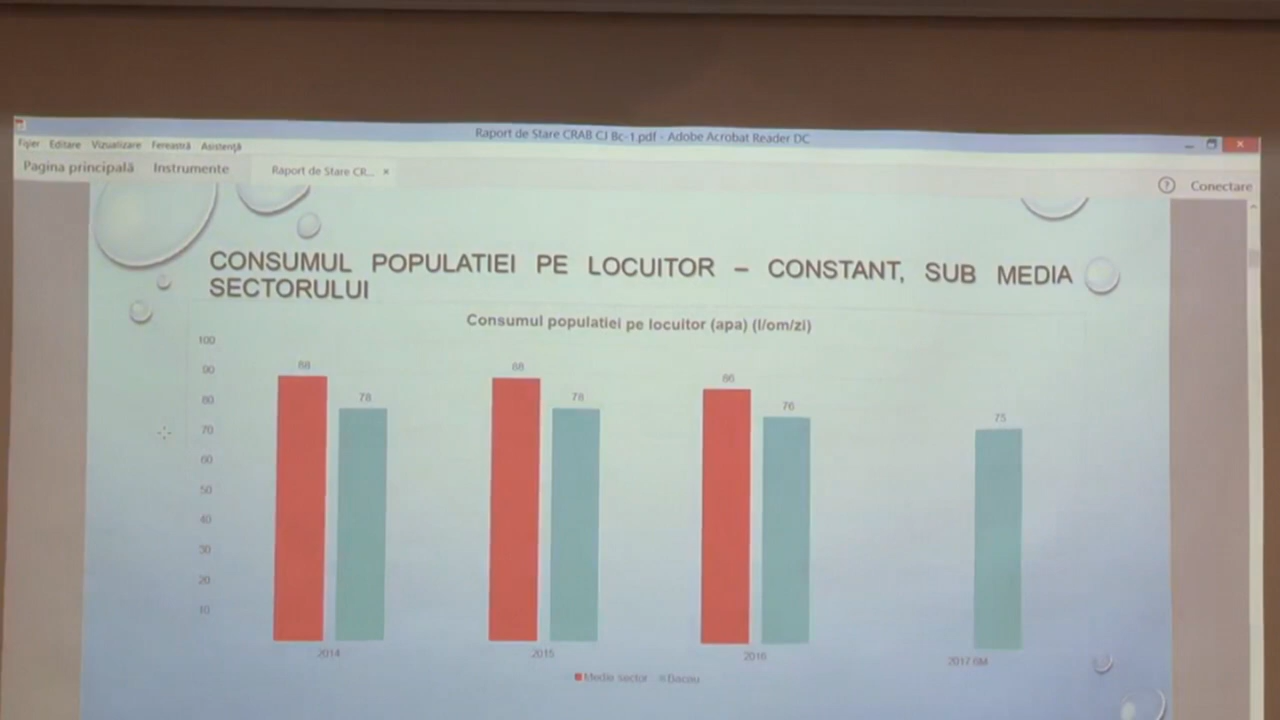 Raport de Stare CRAB CJ Bc-1.pdf - Adobe Acrobat Reader DC
Fișier Editare Vizualizare Fereastră Asistență
Pagina principală Instrumente Raport de Stare CR... × ? Conectare
CONSUMUL POPULATIEI PE LOCUITOR – CONSTANT, SUB MEDIA
SECTORULUI
Consumul populatiei pe locuitor (apa) (l/om/zi)
100
90
80
70
60
50
40
30
20
10
88 78 88 78 86 76 75
2014 2015 2016 2017 6M
Medie sector Bacau